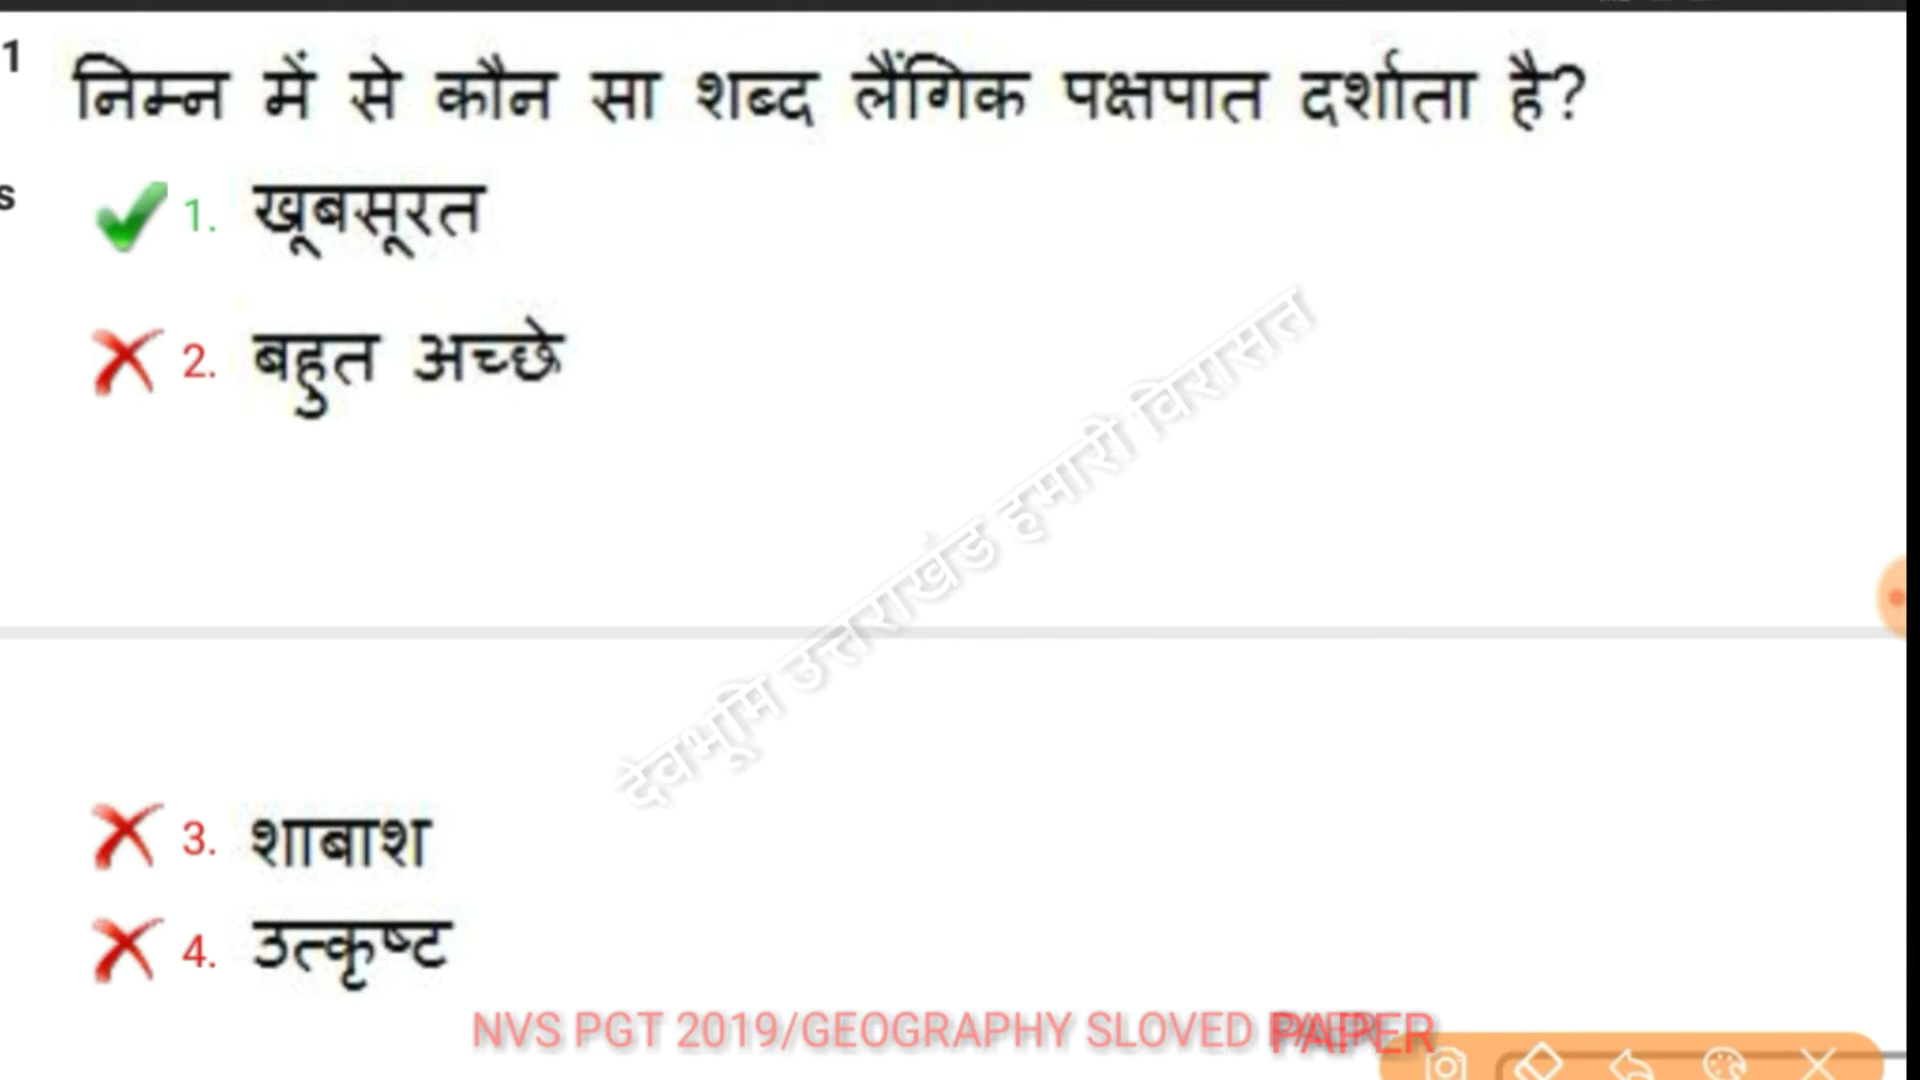 1 निम्न में से कौन सा शब्द लैंगिक पक्षपात दर्शाता है?
s
1. खूबसूरत
2. बहुत अच्छे
देवभूमि उत्तराखंड हमारी विरासत
3. शाबाश
4. उत्कृष्ट
NVS PGT 2019/GEOGRAPHY SLOVED PAPER